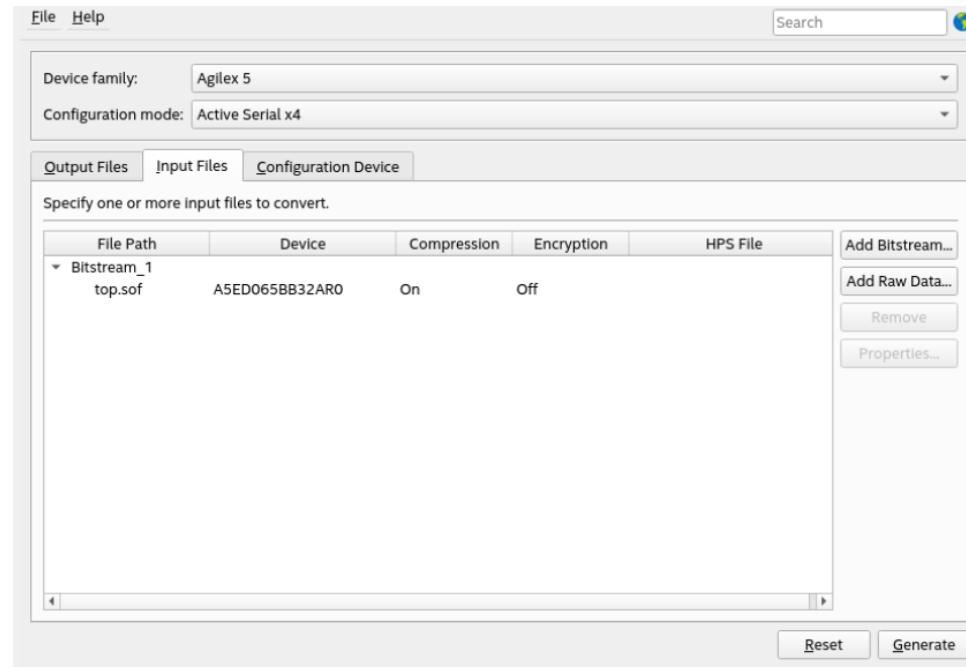 File Help
Search
Device family: Agilex 5
Configuration mode: Active Serial x4
Output Files Input Files Configuration Device
Specify one or more input files to convert.
File Path Device Compression Encryption HPS File
Bitstream_1
top.sof A5ED065BB32AR0 On Off
Add Bitstream...
Add Raw Data...
Remove
Properties...
Reset Generate